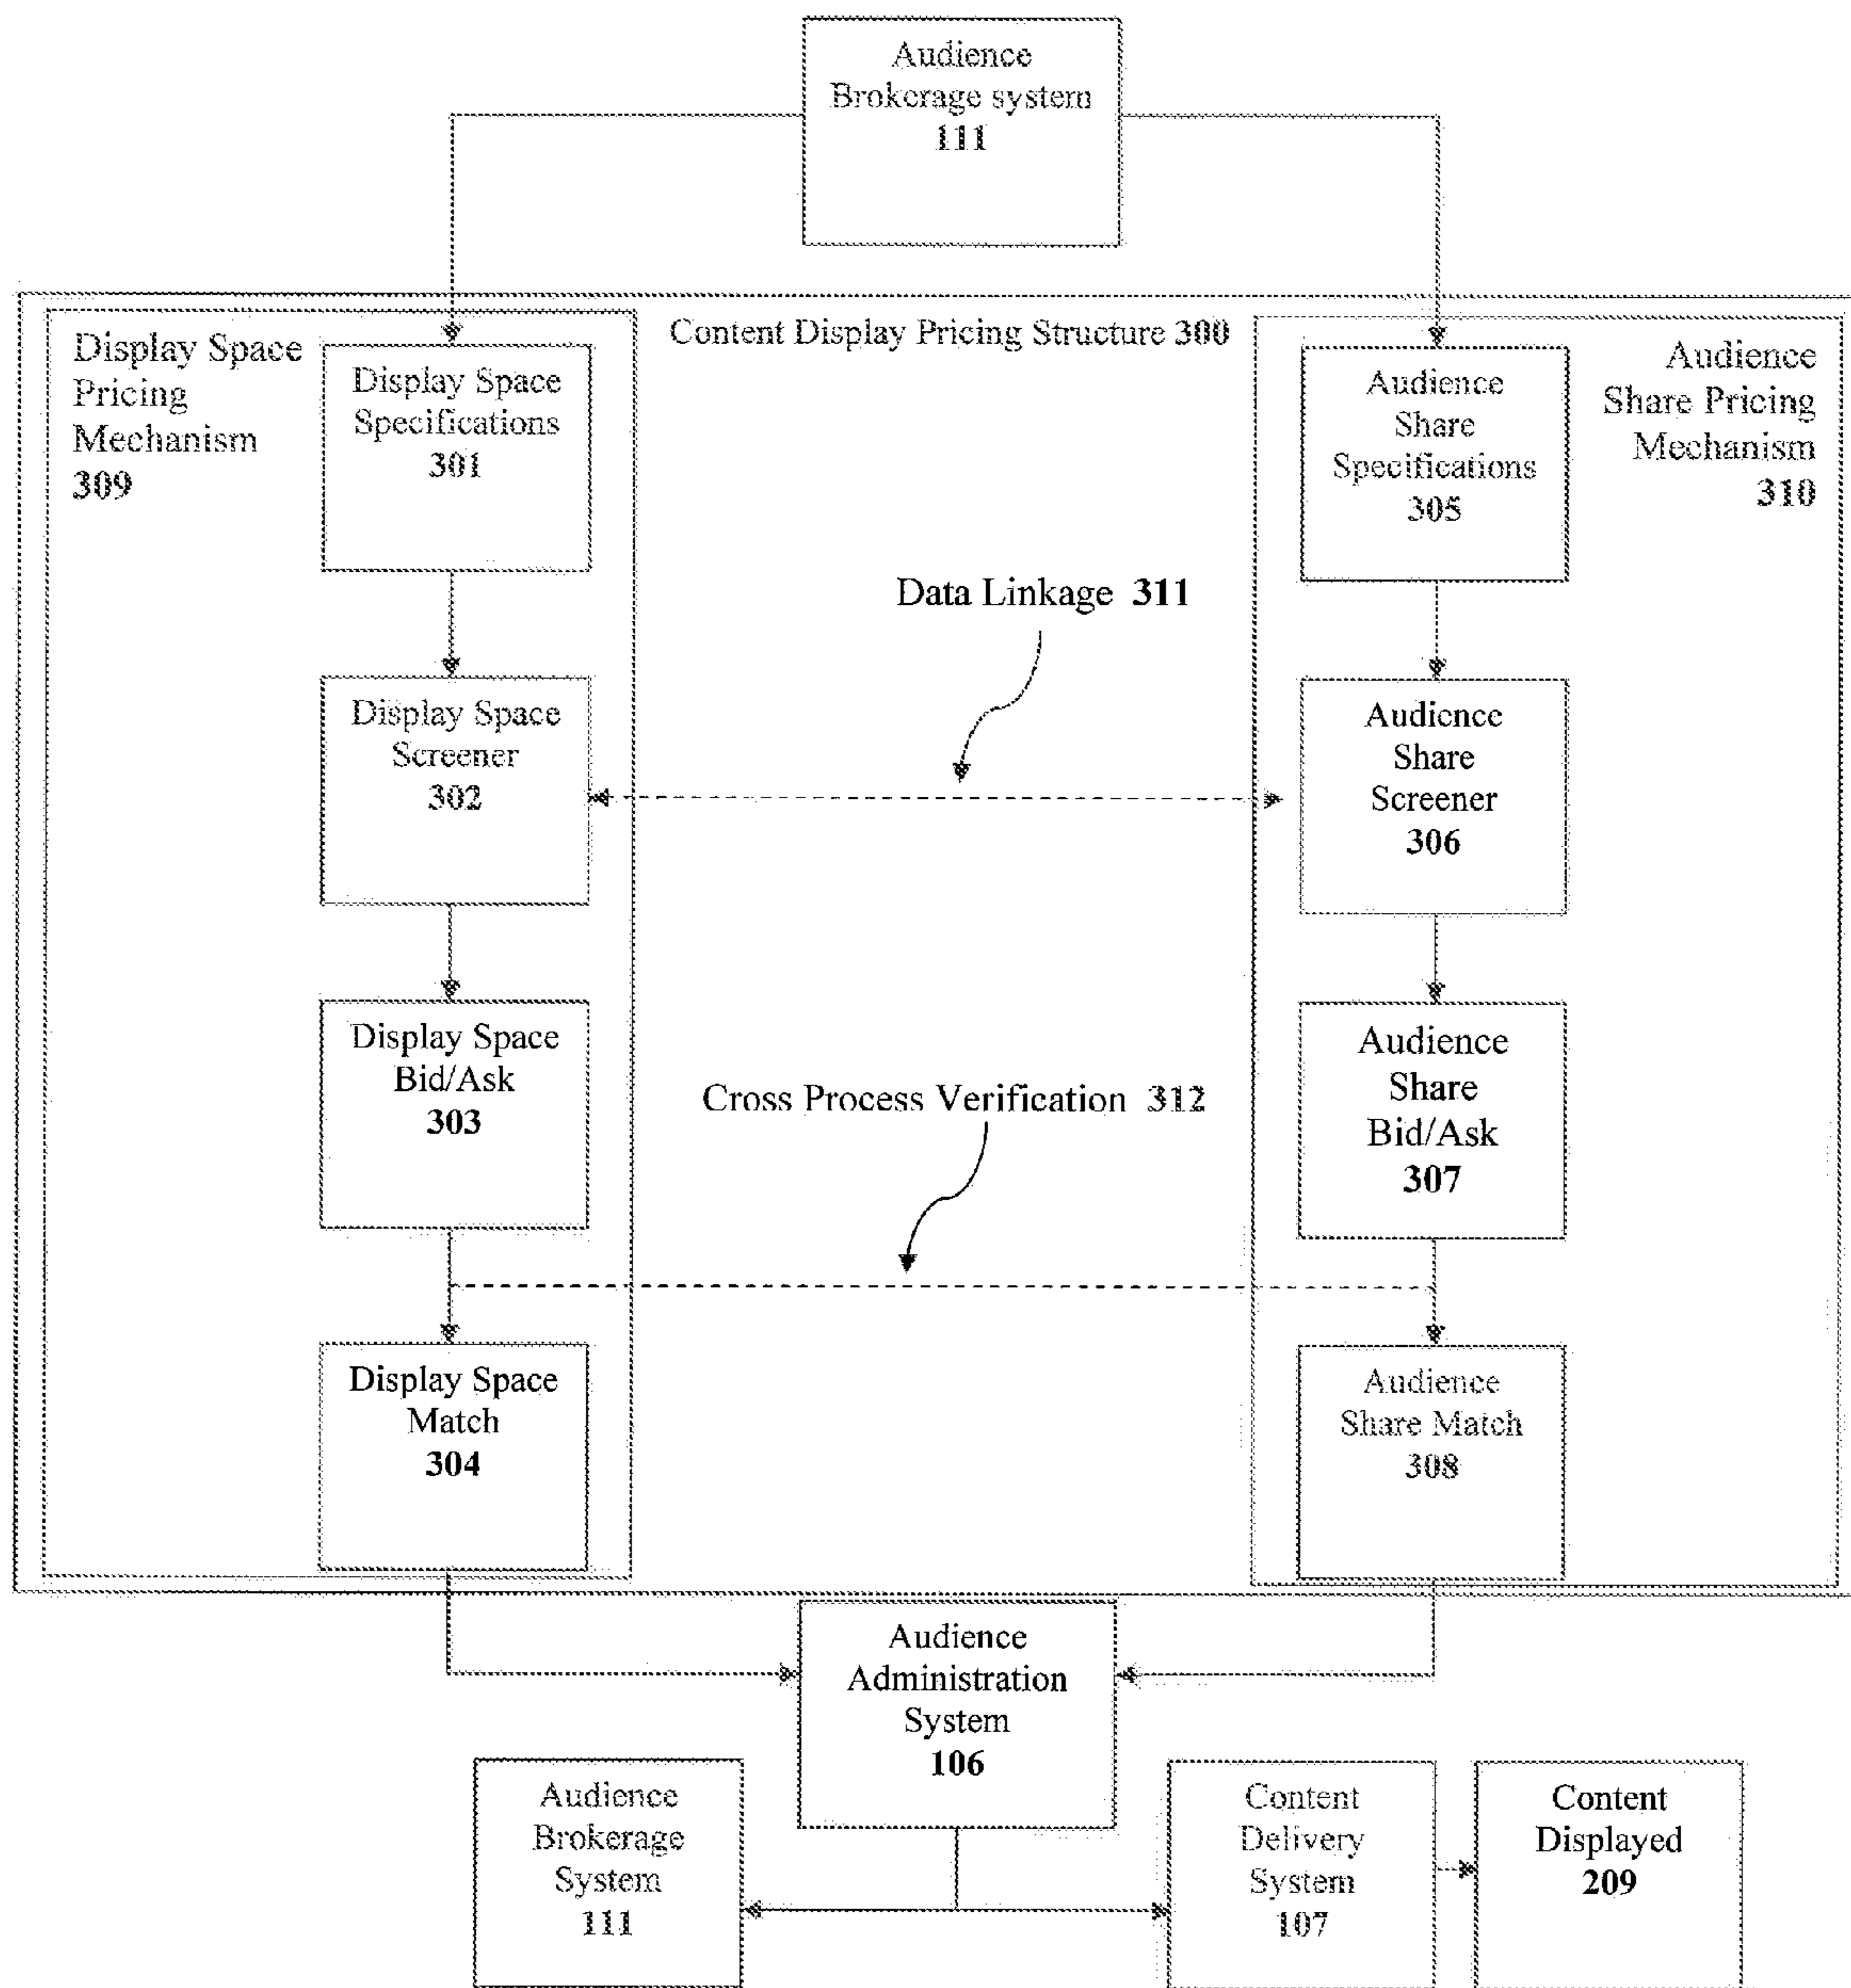 Audience
Brokerage system
111
Content Display Pricing Structure 300
Display Space
Pricing
Mechanism
309
Display Space
Specifications
301
Audience
Share
Specifications
305
Audience
Share Pricing
Mechanism
310
Data Linkage 311
Display Space
Screener
302
Audience
Share
Screener
306
Display Space
Bid/Ask
303
Audience
Share
Bid/Ask
307
Cross Process Verification 312
Display Space
Match
304
Audience
Share Match
308
Audience
Administration
System
106
Audience
Brokerage
System
111
Content
Delivery
System
107
Content
Displayed
209